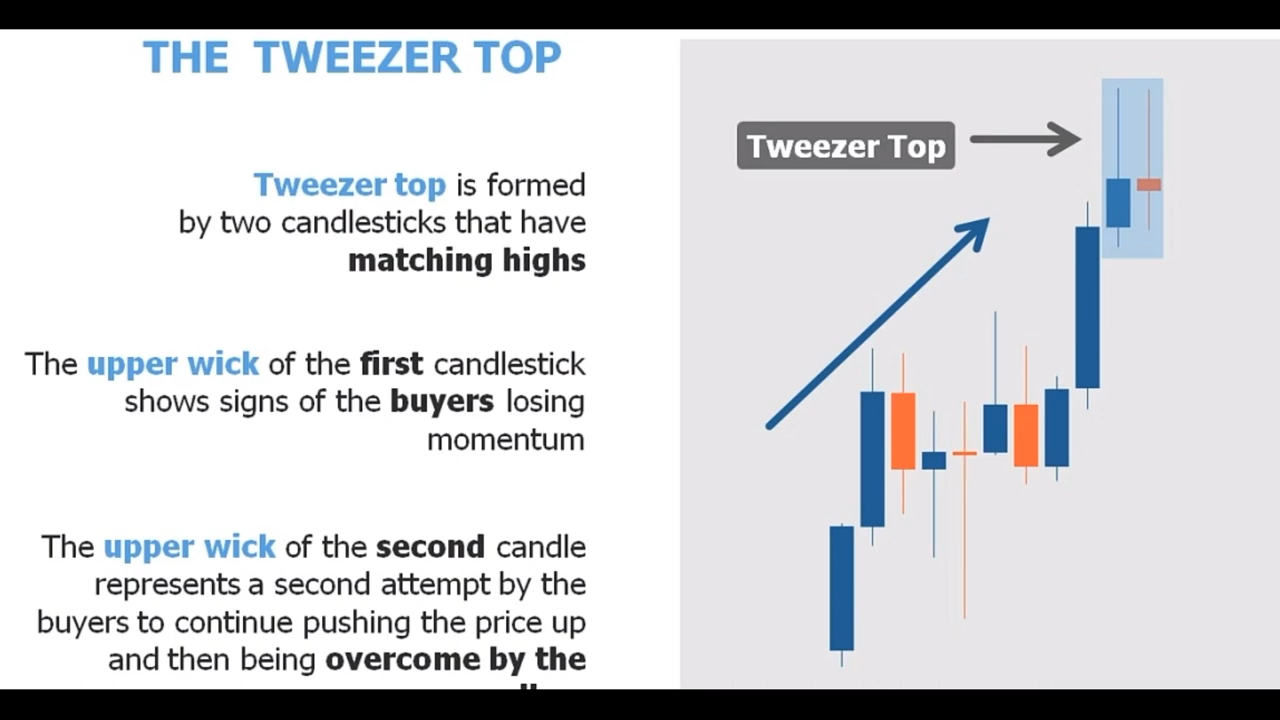 THE TWEEZER TOP
Tweezer top is formed
by two candlesticks that have
matching highs
The upper wick of the first candlestick
shows signs of the buyers losing
momentum
The upper wick of the second candle
represents a second attempt by the
buyers to continue pushing the price up
and then being overcome by the
Tweezer Top